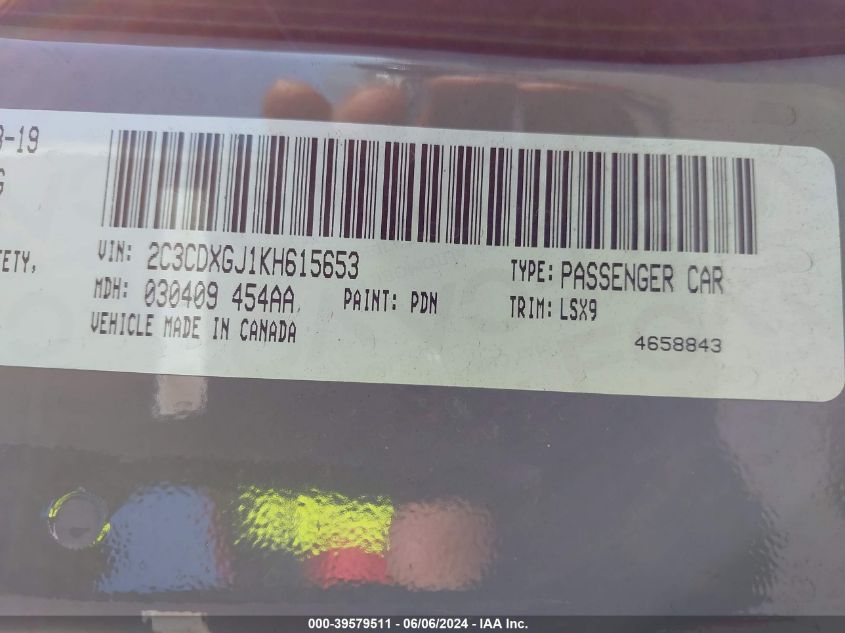 3-19
G
ETY,
VIN: 2C3CDXGJ1KH615653
TYPE: PASSENGER CAR
MDH: 030409 454AA
PAINT: PDN
TRIM: LSX9
VEHICLE MADE IN CANADA
4658843
000-39579511 - 06/06/2024 - IAA Inc.